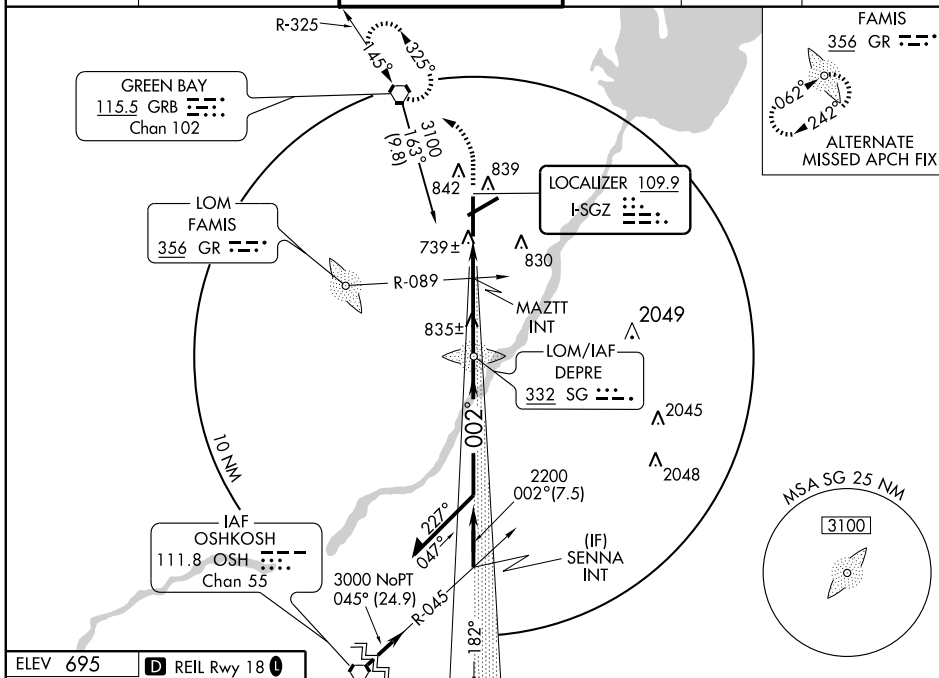 R-325
145°
325°
FAMIS
356 GR
062°
242°
ALTERNATE
MISSED APCH FIX
GREEN BAY
115.5 GRB
Chan 102
3100
163°
(9.8)
842
839
LOCALIZER 109.9
I-SGZ
LOM
FAMIS
356 GR
739±
830
R-089
MAZTT
INT
835±
2049
LOM/IAF
DEPRE
332 SG
002°
2045
2048
10 NM
2200
002°(7.5)
227°
047°
MSA SG 25 NM
3100
IAF
OSHKOSH
111.8 OSH
Chan 55
(IF)
SENNA
INT
3000 NoPT
045° (24.9)
R-045
182°
ELEV 695
D REIL Rwy 18 L